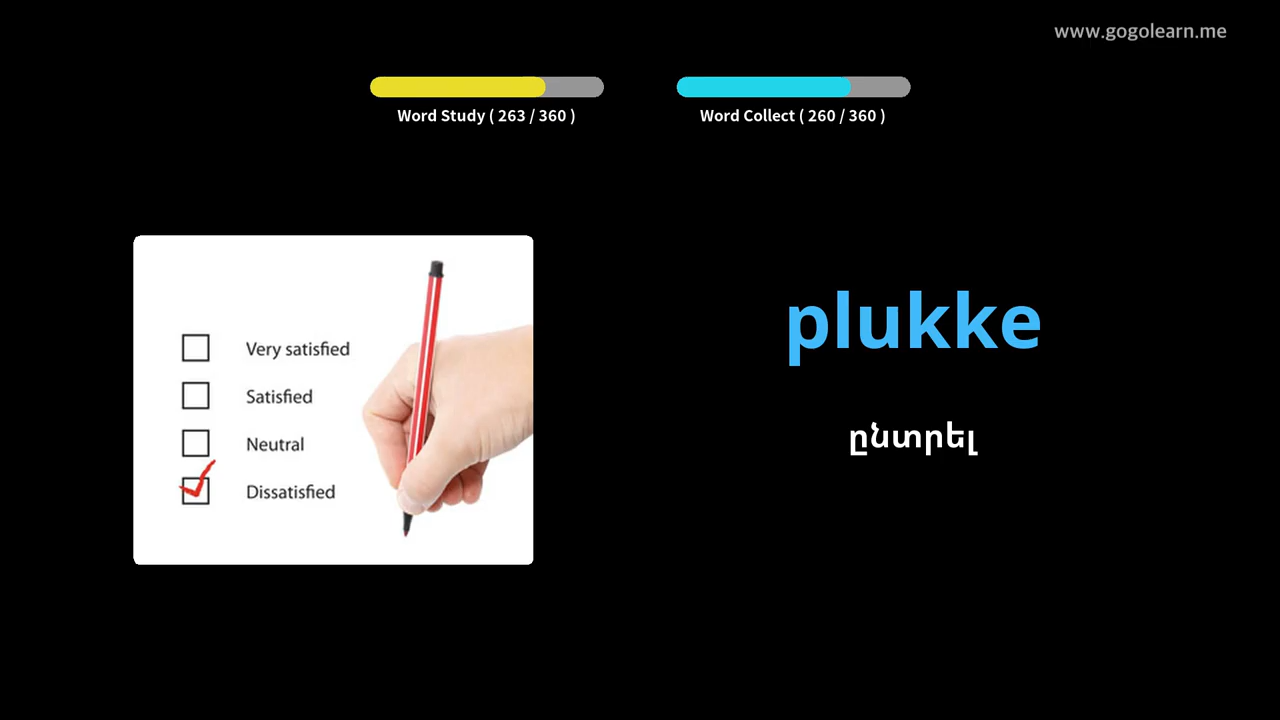 www.gogolearn.me
Word Study ( 263 / 360 )
Word Collect ( 260 / 360 )
Very satisfied
Satisfied
Neutral
Dissatisfied
plukke
ընտրել